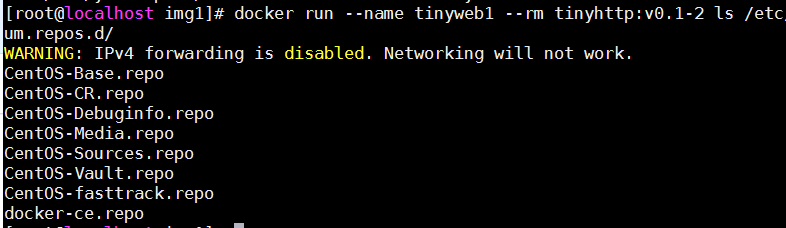 [root@localhost img1]# docker run --name tinyweb1 --rm tinyhttp:v0.1-2 ls /etc/
um.repos.d/
WARNING: IPv4 forwarding is disabled. Networking will not work.
CentOS-Base.repo
CentOS-CR.repo
CentOS-Debuginfo.repo
CentOS-Media.repo
CentOS-Sources.repo
CentOS-Vault.repo
CentOS-fasttrack.repo
docker-ce.repo